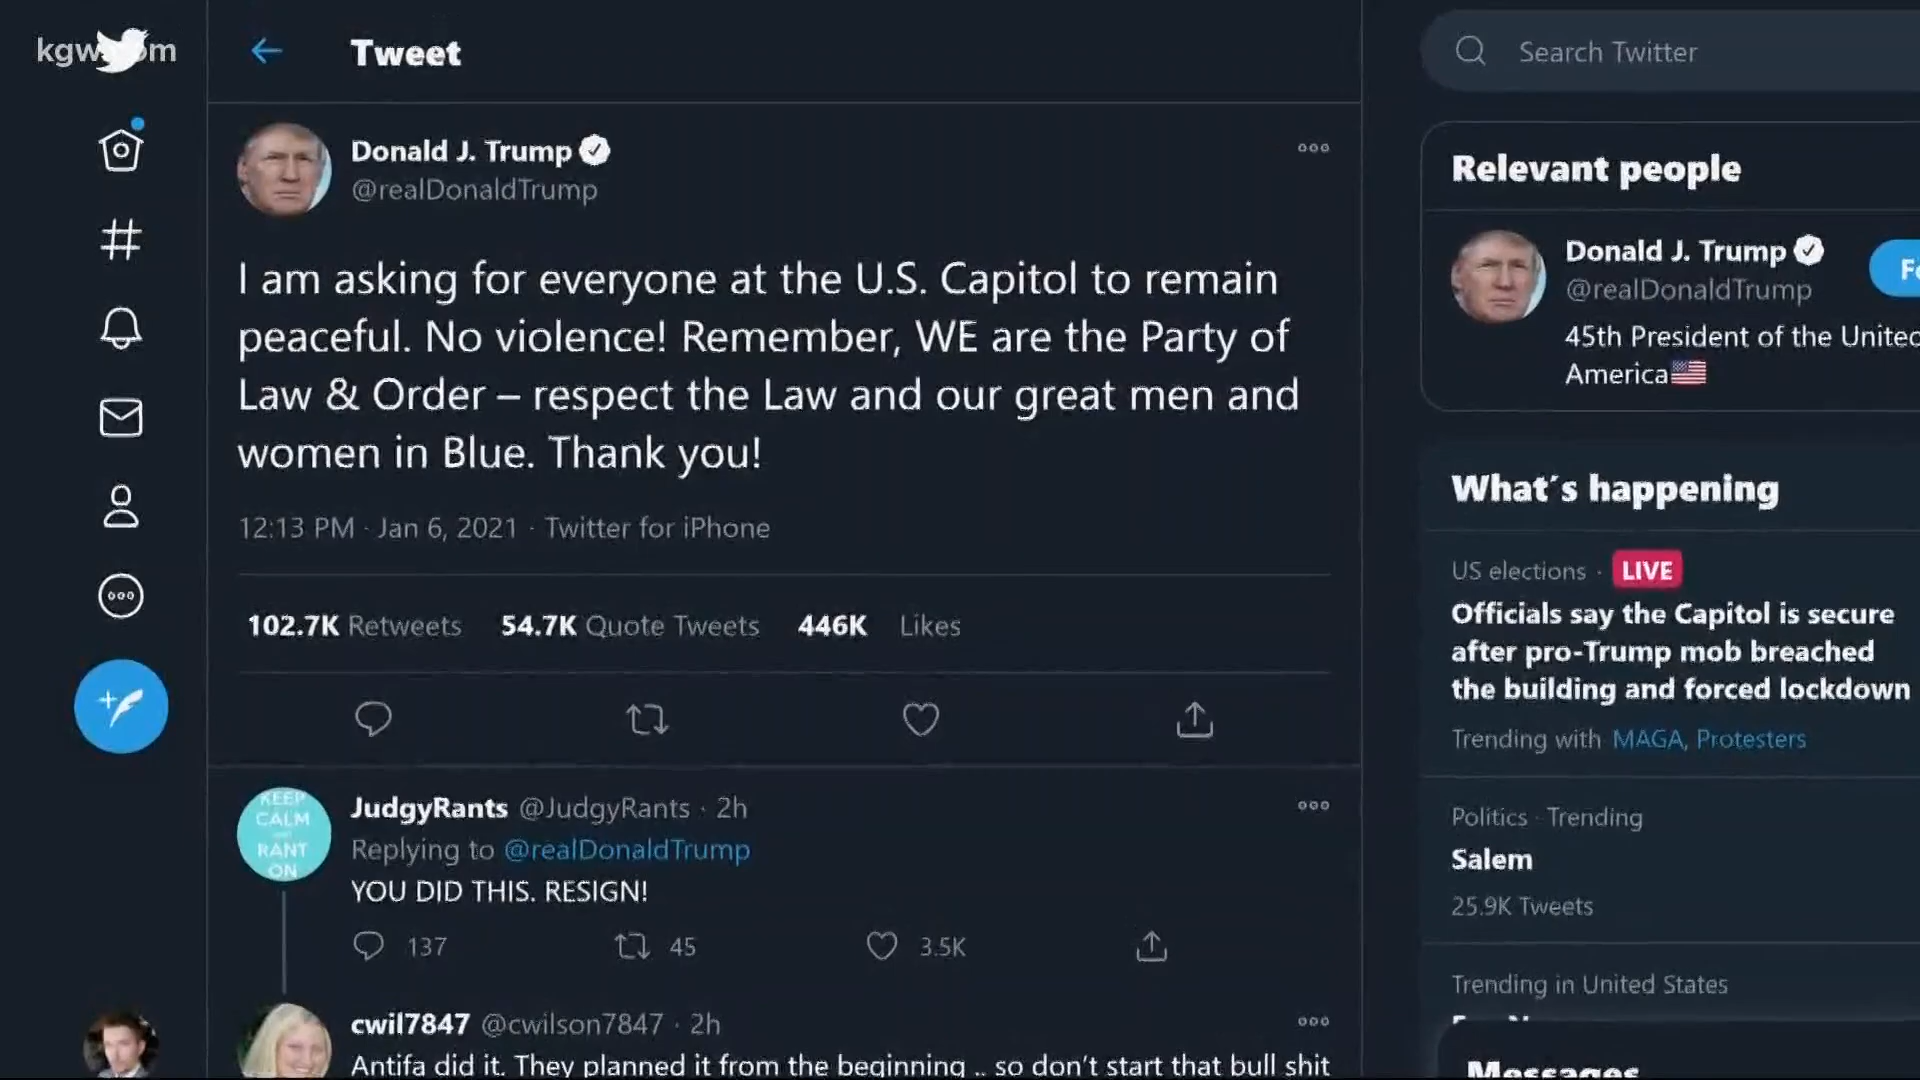 kgw.com
Tweet
Search Twitter
Donald J. Trump
@realDonaldTrump
I am asking for everyone at the U.S. Capitol to remain
peaceful. No violence! Remember, WE are the Party of
Law & Order – respect the Law and our great men and
women in Blue. Thank you!
12:13 PM · Jan 6, 2021 · Twitter for iPhone
102.7K Retweets 54.7K Quote Tweets 446K Likes
KEEP
CALM
RANT
ON
JudgyRants @JudgyRants · 2h
Replying to @realDonaldTrump
YOU DID THIS. RESIGN!
137 45 3.5K
cwil7847 @cwilson7847 · 2h
Antifa did it. They planned it from the beginning .. so don't start that bull shit
Relevant people
Donald J. Trump
@realDonaldTrump
45th President of the United
America
What's happening
US elections · LIVE
Officials say the Capitol is secure
after pro-Trump mob breached
the building and forced lockdown
Trending with MAGA, Protesters
Politics · Trending
Salem
25.9K Tweets
Trending in United States
Messages